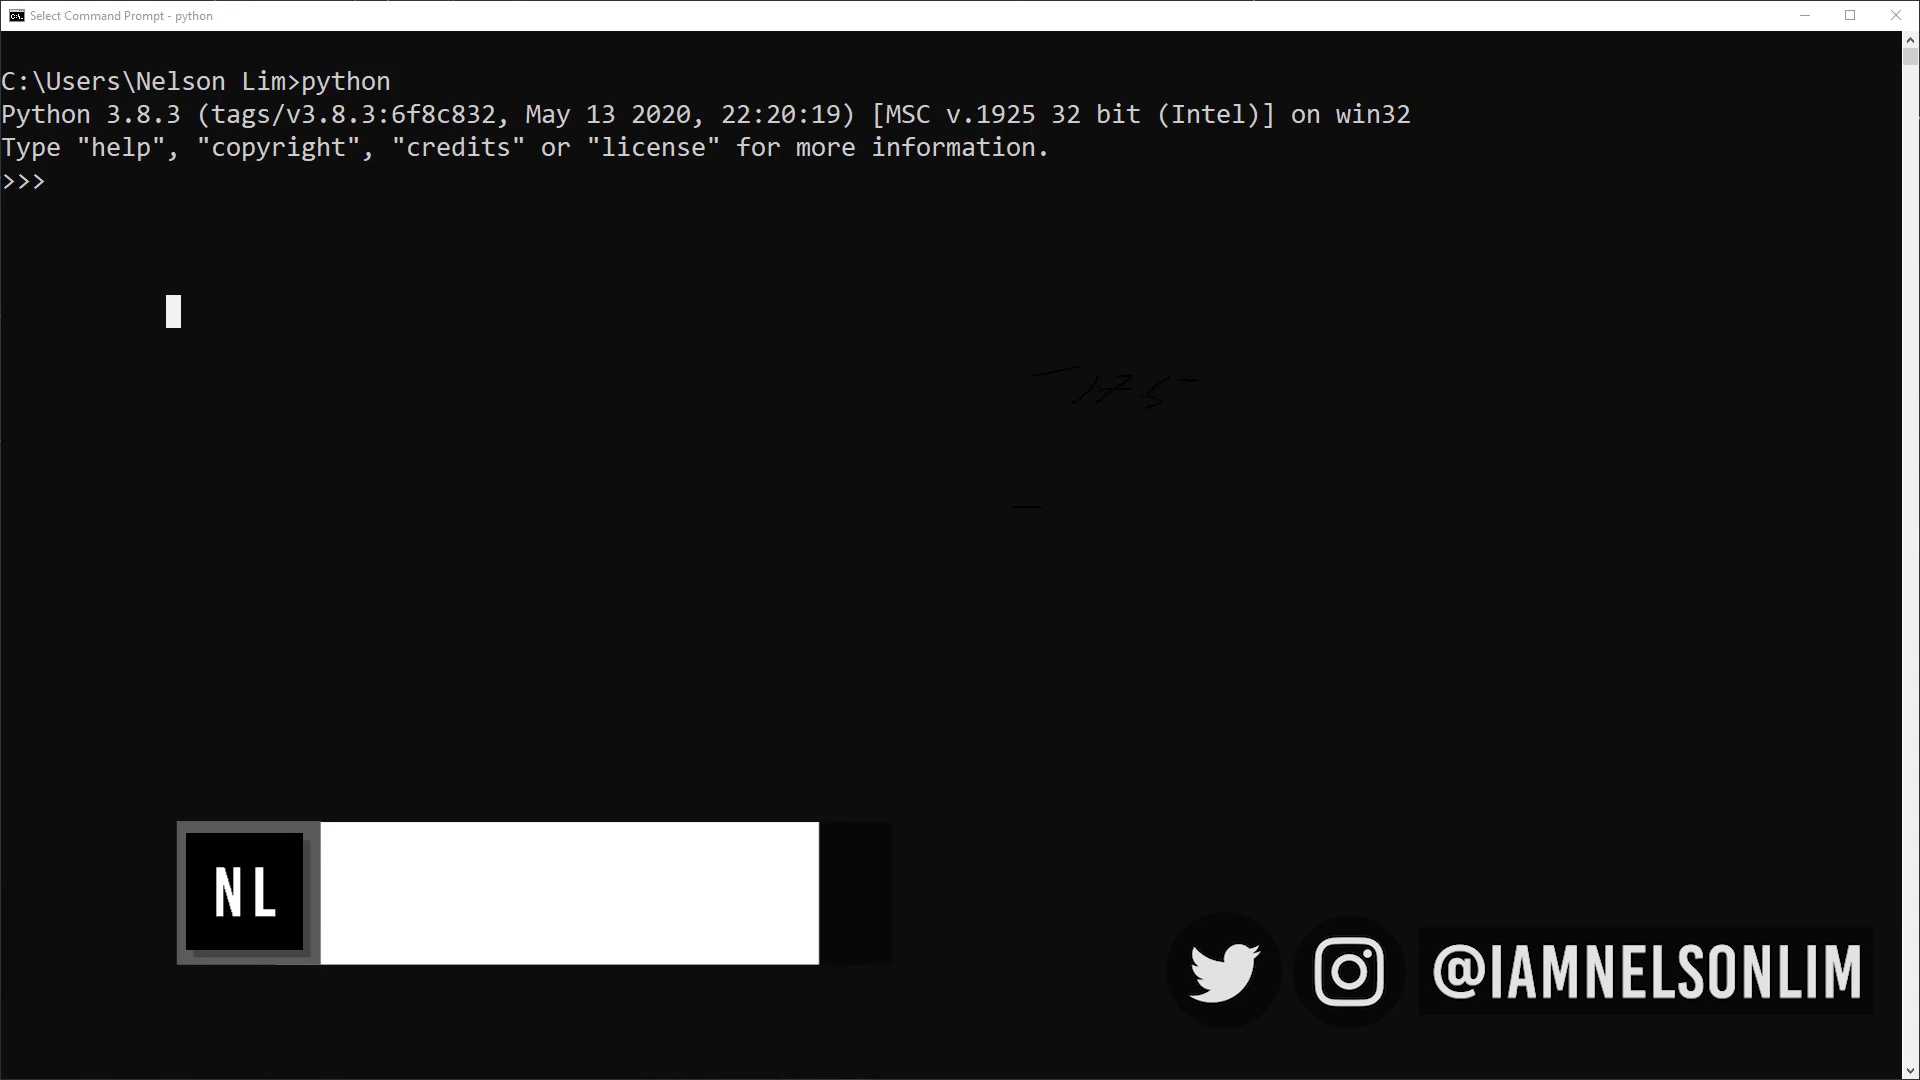 Select Command Prompt - python
C:\Users\Nelson Lim>python
Python 3.8.3 (tags/v3.8.3:6f8c832, May 13 2020, 22:20:19) [MSC v.1925 32 bit (Intel)] on win32
Type "help", "copyright", "credits" or "license" for more information.
>>>
NL
@IAMNELSONLIM